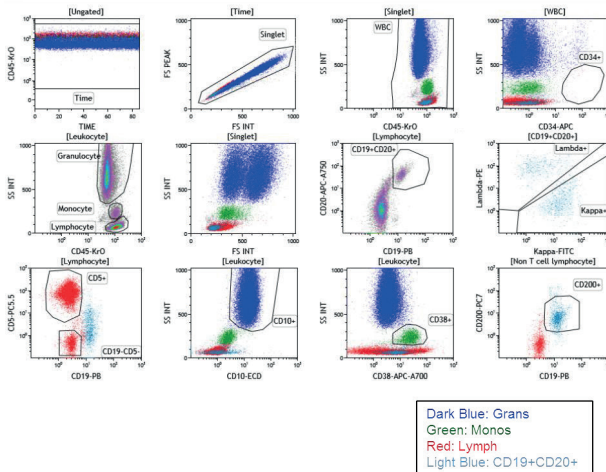 [Ungated]
CD45-KrO
Time
TIME
[Time]
FS PEAK
Singlet
FS INT
[Singlet]
SS INT
WBC
CD45-KrO
[WBC]
SS INT
CD34+
CD34-APC
[Leukocyte]
SS INT
Granulocyte
Monocyte
Lymphocyte
CD45-KrO
[Singlet]
SS INT
FS INT
[Lymphocyte]
CD20-APC-A750
CD19+CD20+
CD19-PB
[CD19+CD20+]
Lambda-PE
Lambda+
Kappa+
Kappa-FITC
[Lymphocyte]
CD5-PC5.5
CD5+
CD19-CD5-
CD19-PB
[Leukocyte]
SS INT
CD10+
CD10-ECD
[Leukocyte]
SS INT
CD38+
CD38-APC-A700
[Non T cell lymphocyte]
CD200-PC7
CD200+
CD19-PB
Dark Blue: Grans
Green: Monos
Red: Lymph
Light Blue: CD19+CD20+